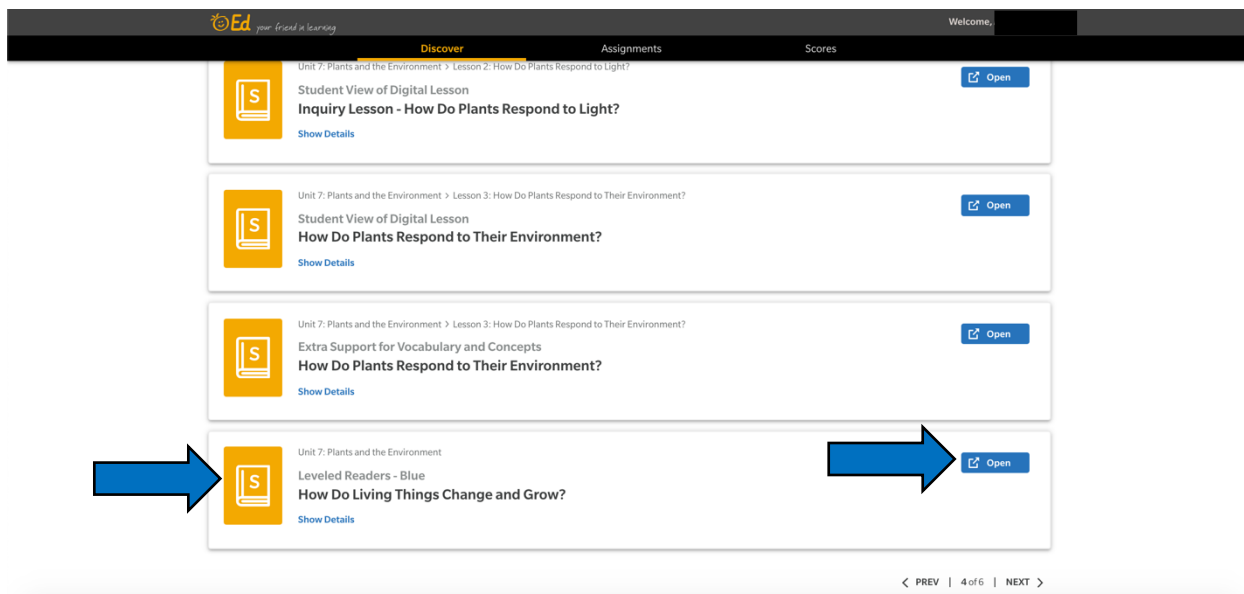 Ed your friend in learning
Welcome,
Discover Assignments Scores
Unit 7: Plants and the Environment > Lesson 2: How Do Plants Respond to Light?
Open
Student View of Digital Lesson
Inquiry Lesson - How Do Plants Respond to Light?
Show Details
Unit 7: Plants and the Environment > Lesson 3: How Do Plants Respond to Their Environment?
Open
Student View of Digital Lesson
How Do Plants Respond to Their Environment?
Show Details
Unit 7: Plants and the Environment > Lesson 3: How Do Plants Respond to Their Environment?
Open
Extra Support for Vocabulary and Concepts
How Do Plants Respond to Their Environment?
Show Details
Unit 7: Plants and the Environment
Open
Leveled Readers - Blue
How Do Living Things Change and Grow?
Show Details
S
S
S
S
< PREV | 4 of 6 | NEXT >